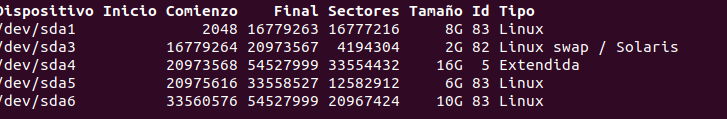 Dispositivo Inicio Comienzo Final Sectores Tamaño Id Tipo
/dev/sda1 2048 16779263 16777216 8G 83 Linux
/dev/sda3 16779264 20973567 4194304 2G 82 Linux swap / Solaris
/dev/sda4 20973568 54527999 33554432 16G 5 Extendida
/dev/sda5 20975616 33558527 12582912 6G 83 Linux
/dev/sda6 33560576 54527999 20967424 10G 83 Linux